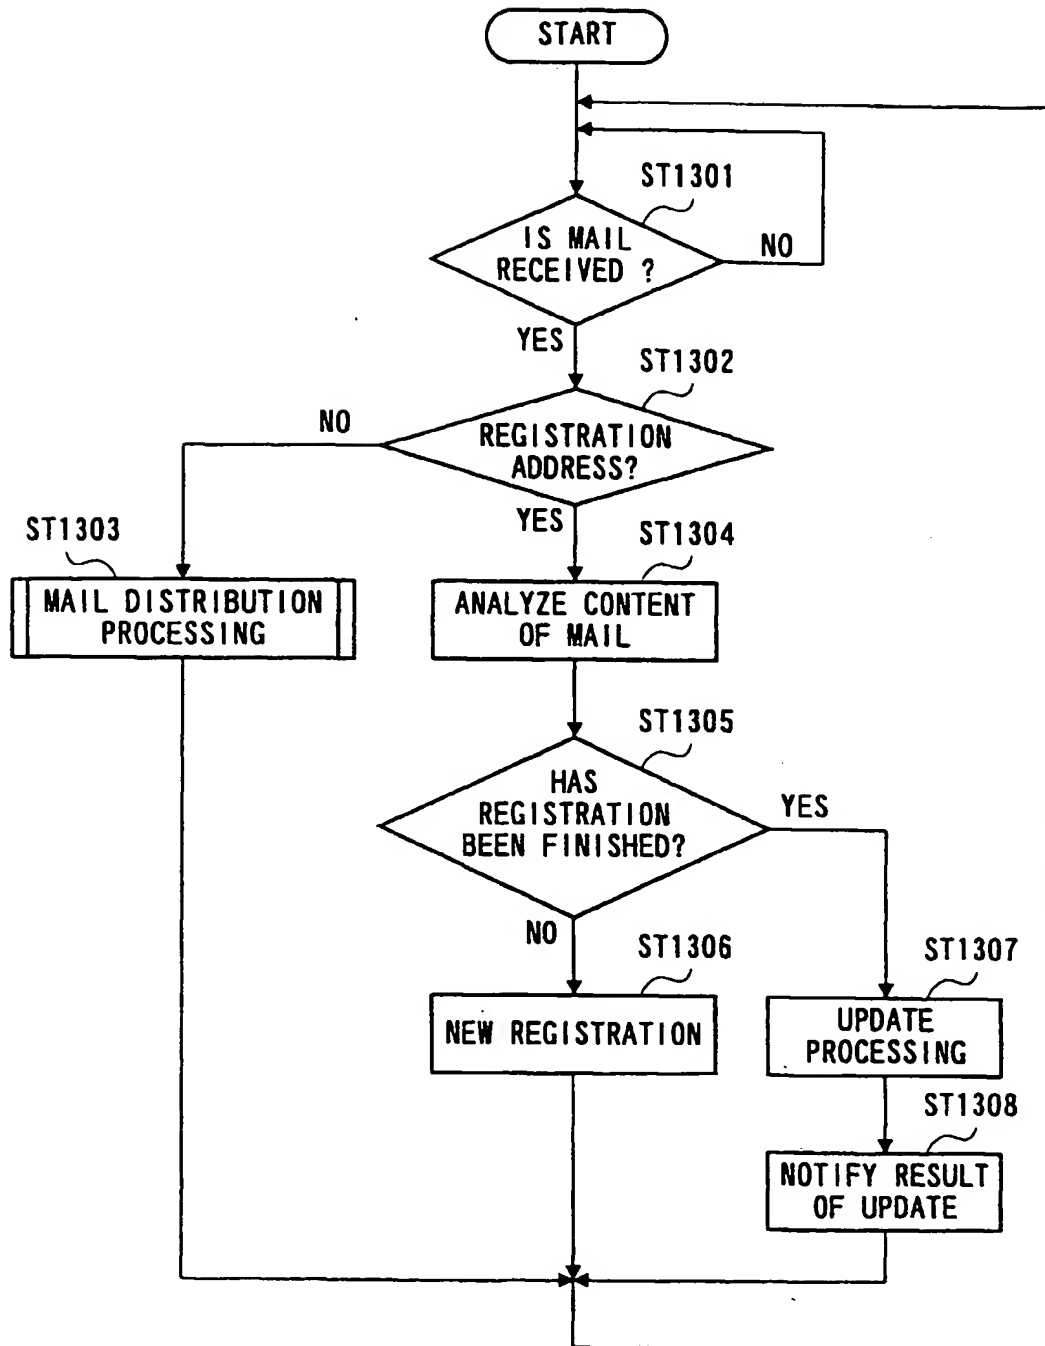 START
ST1301
IS MAIL
RECEIVED ?
NO
YES
ST1302
NO
REGISTRATION
ADDRESS?
YES
ST1303
ST1304
MAIL DISTRIBUTION
PROCESSING
ANALYZE CONTENT
OF MAIL
ST1305
HAS
REGISTRATION
BEEN FINISHED?
YES
NO
ST1306
ST1307
NEW REGISTRATION
UPDATE
PROCESSING
ST1308
NOTIFY RESULT
OF UPDATE